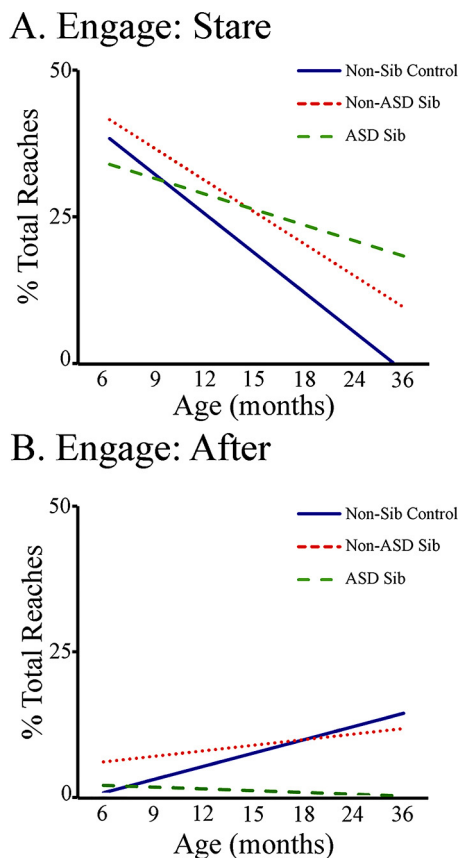 A. Engage: Stare
50
Non-Sib Control
Non-ASD Sib
ASD Sib
25
% Total Reaches
0
6 9 12 15 18 24 36
Age (months)
B. Engage: After
50
Non-Sib Control
Non-ASD Sib
ASD Sib
25
% Total Reaches
0
6 9 12 15 18 24 36
Age (months)